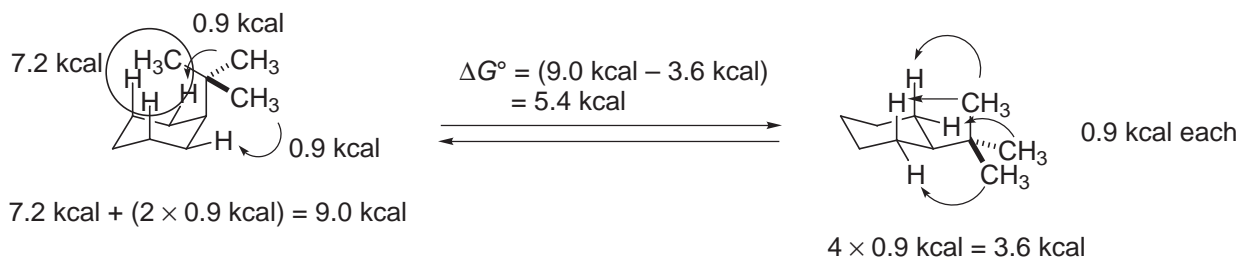 0.9 kcal
7.2 kcal
H₃C
CH₃
H
H
H
CH₃
H
0.9 kcal
7.2 kcal + (2 × 0.9 kcal) = 9.0 kcal
ΔG° = (9.0 kcal – 3.6 kcal)
= 5.4 kcal
H
H
CH₃
H
CH₃
H
CH₃
0.9 kcal each
4 × 0.9 kcal = 3.6 kcal